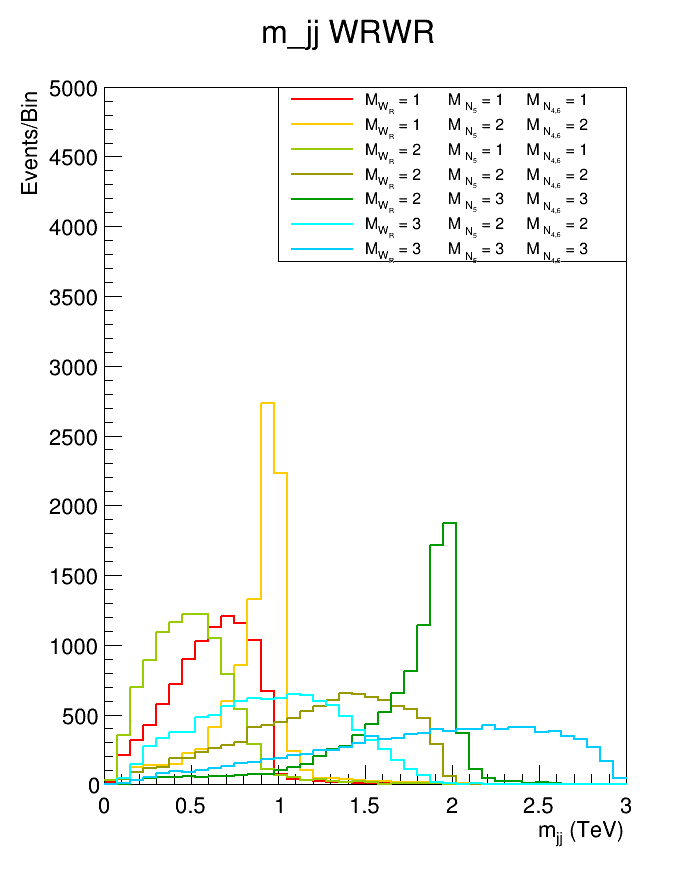 m_jj WRWR
Events/Bin
5000
4500
4000
3500
3000
2500
2000
1500
1000
500
0
M_{W_R} = 1 M_{N_5} = 1 M_{N_{4,6}} = 1
M_{W_R} = 1 M_{N_5} = 2 M_{N_{4,6}} = 2
M_{W_R} = 2 M_{N_5} = 1 M_{N_{4,6}} = 1
M_{W_R} = 2 M_{N_5} = 2 M_{N_{4,6}} = 2
M_{W_R} = 2 M_{N_5} = 3 M_{N_{4,6}} = 3
M_{W_R} = 3 M_{N_5} = 2 M_{N_{4,6}} = 2
M_{W_R} = 3 M_{N_5} = 3 M_{N_{4,6}} = 3
0 0.5 1 1.5 2 2.5 3
m_{jj} (TeV)